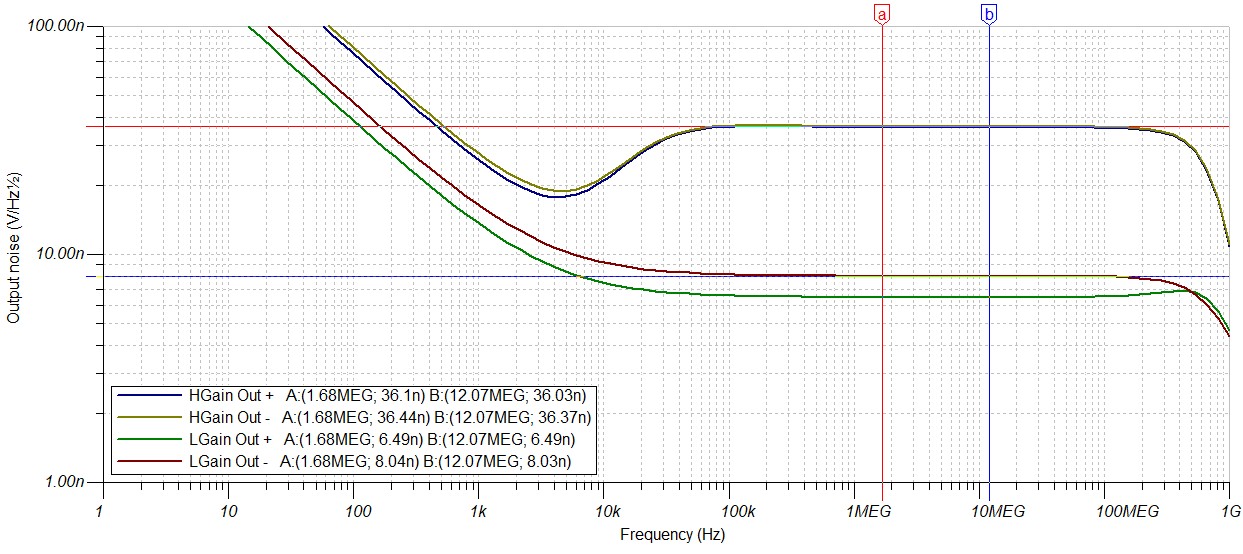 a b
100.00n
10.00n
1.00n
Output noise (V/Hz½)
HGain Out + A:(1.68MEG; 36.1n) B:(12.07MEG; 36.03n)
HGain Out - A:(1.68MEG; 36.44n) B:(12.07MEG; 36.37n)
LGain Out + A:(1.68MEG; 6.49n) B:(12.07MEG; 6.49n)
LGain Out - A:(1.68MEG; 8.04n) B:(12.07MEG; 8.03n)
1 10 100 1k 10k 100k 1MEG 10MEG 100MEG 1G
Frequency (Hz)